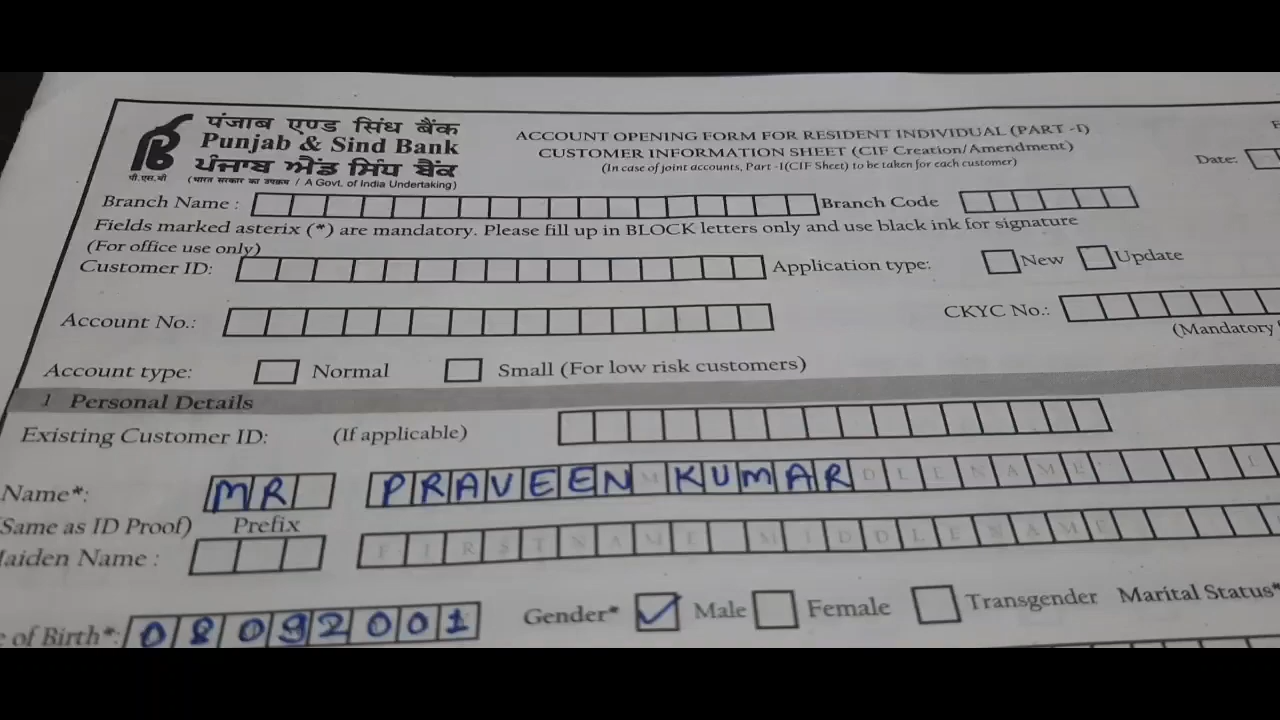 पंजाब एण्ड सिंध बैंक
Punjab & Sind Bank
ਪੰਜਾਬ ਐਂਡ ਸਿੰਧ ਬੈਂਕ
पी.एस.बी (भारत सरकार का उपक्रम / A Govt. of India Undertaking)
ACCOUNT OPENING FORM FOR RESIDENT INDIVIDUAL (PART -I)
CUSTOMER INFORMATION SHEET (CIF Creation/Amendment)
(In case of joint accounts, Part -I(CIF Sheet) to be taken for each customer)
Date:
Branch Name : Branch Code
Fields marked asterix (*) are mandatory. Please fill up in BLOCK letters only and use black ink for signature
(For office use only)
Customer ID: Application type: New Update
Account No.: CKYC No.:
(Mandatory
Account type: Normal Small (For low risk customers)
1 Personal Details
Existing Customer ID: (If applicable)
Name*: MR PRAVEEN KUMAR DLE NAME L
(Same as ID Proof) Prefix
Maiden Name : FIRST NAME MIDDLE NAME
e of Birth*: 08092001 Gender* Male Female Transgender Marital Status*